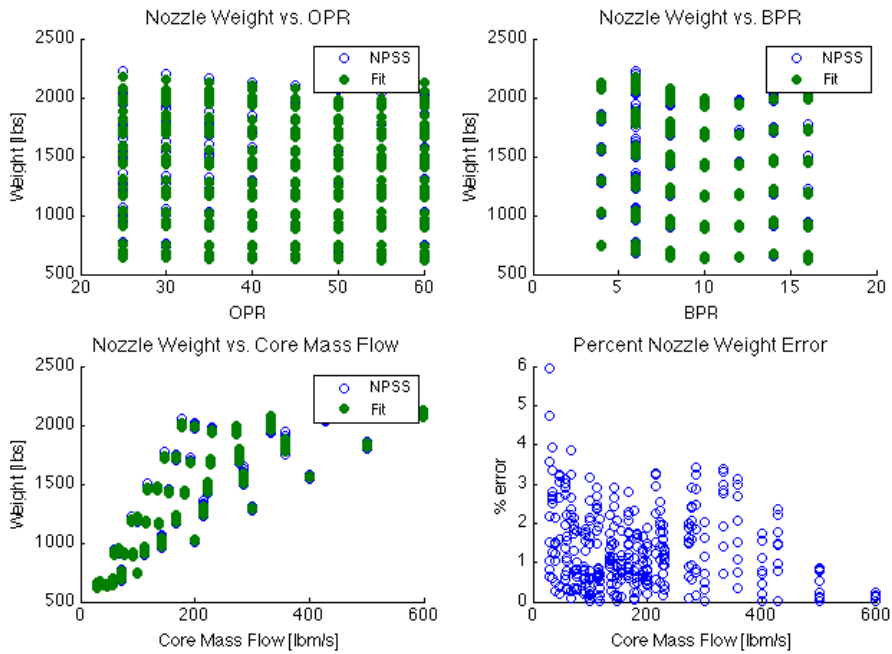 Nozzle Weight vs. OPR
Weight [lbs]
2500
2000
1500
1000
500
20
30
40
50
60
OPR
NPSS
Fit
Nozzle Weight vs. BPR
Weight [lbs]
2500
2000
1500
1000
500
0
5
10
15
20
BPR
NPSS
Fit
Nozzle Weight vs. Core Mass Flow
Weight [lbs]
2500
2000
1500
1000
500
0
200
400
600
Core Mass Flow [lbm/s]
NPSS
Fit
Percent Nozzle Weight Error
% error
6
5
4
3
2
1
0
0
200
400
600
Core Mass Flow [lbm/s]